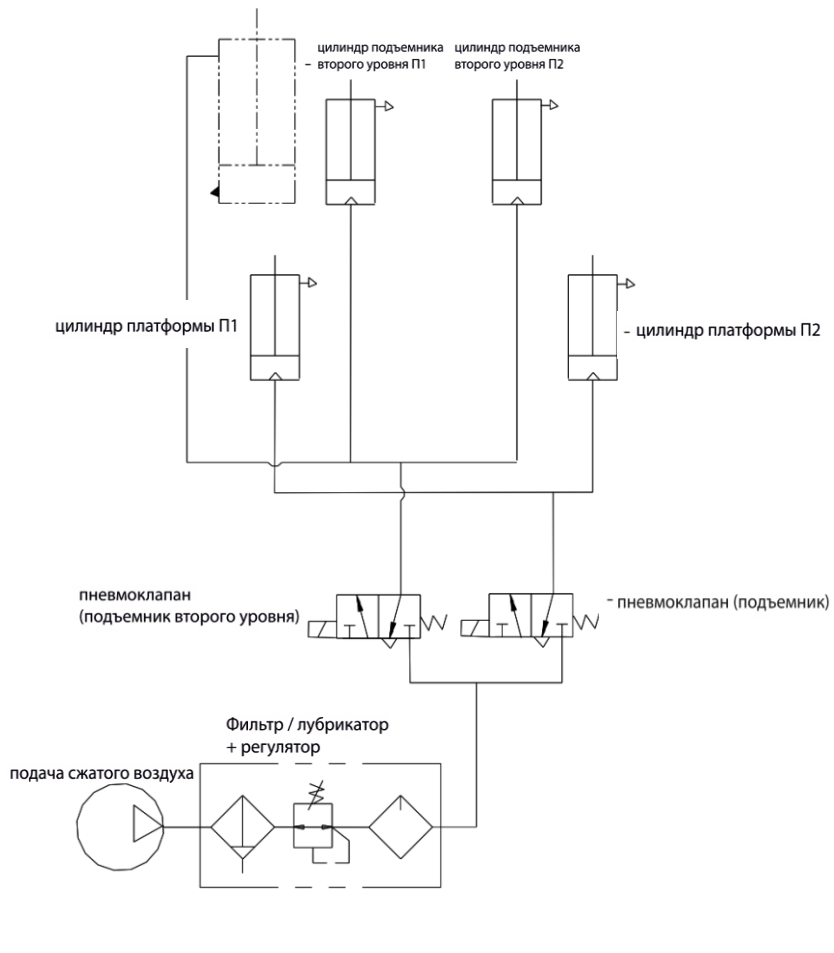 цилиндр подъемника
– второго уровня П1
цилиндр подъемника
второго уровня П2
цилиндр платформы П1
– цилиндр платформы П2
пневмоклапан
(подъемник второго уровня)
– пневмоклапан (подъемник)
Фильтр / лубрикатор
+ регулятор
подача сжатого воздуха